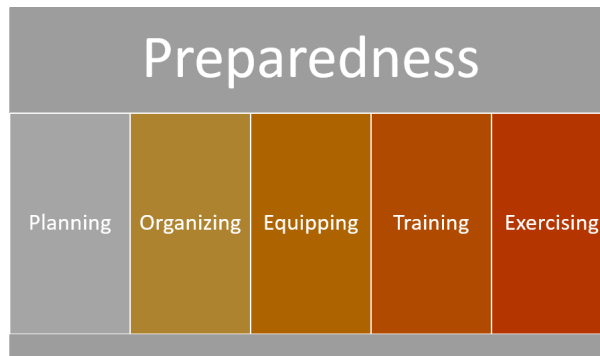 Preparedness
Planning
Organizing
Equipping
Training
Exercising